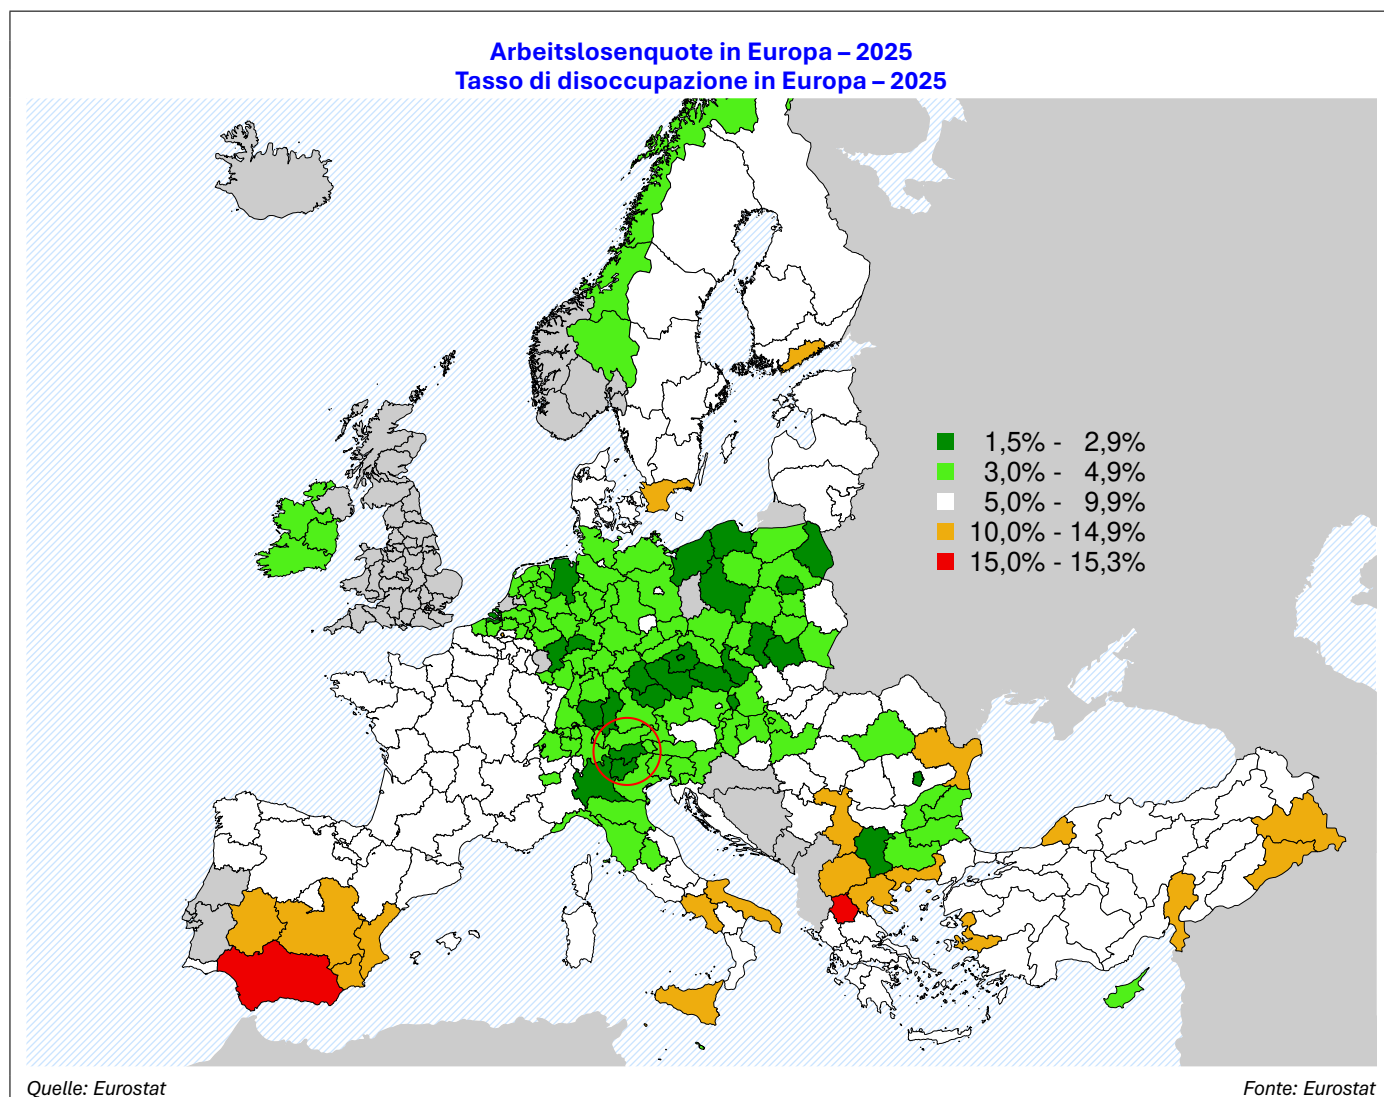 Arbeitslosenquote in Europa – 2025
Tasso di disoccupazione in Europa – 2025
1,5% - 2,9%
3,0% - 4,9%
5,0% - 9,9%
10,0% - 14,9%
15,0% - 15,3%
Quelle: Eurostat
Fonte: Eurostat